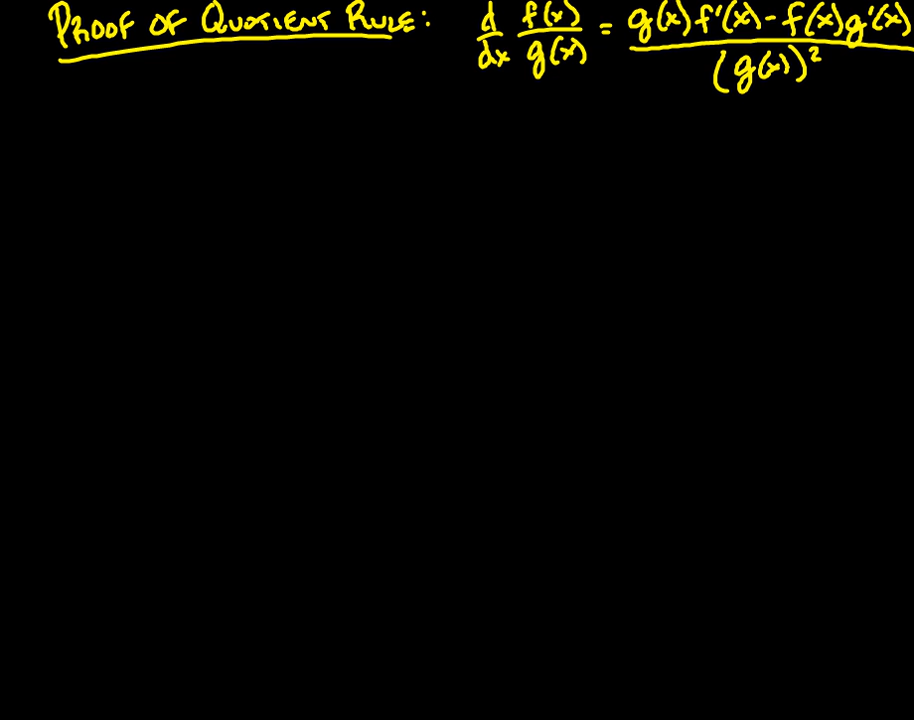 PROOF OF QUOTIENT RULE: d/dx f(x)/g(x) = (g(x)f'(x) - f(x)g'(x))/(g(x))²